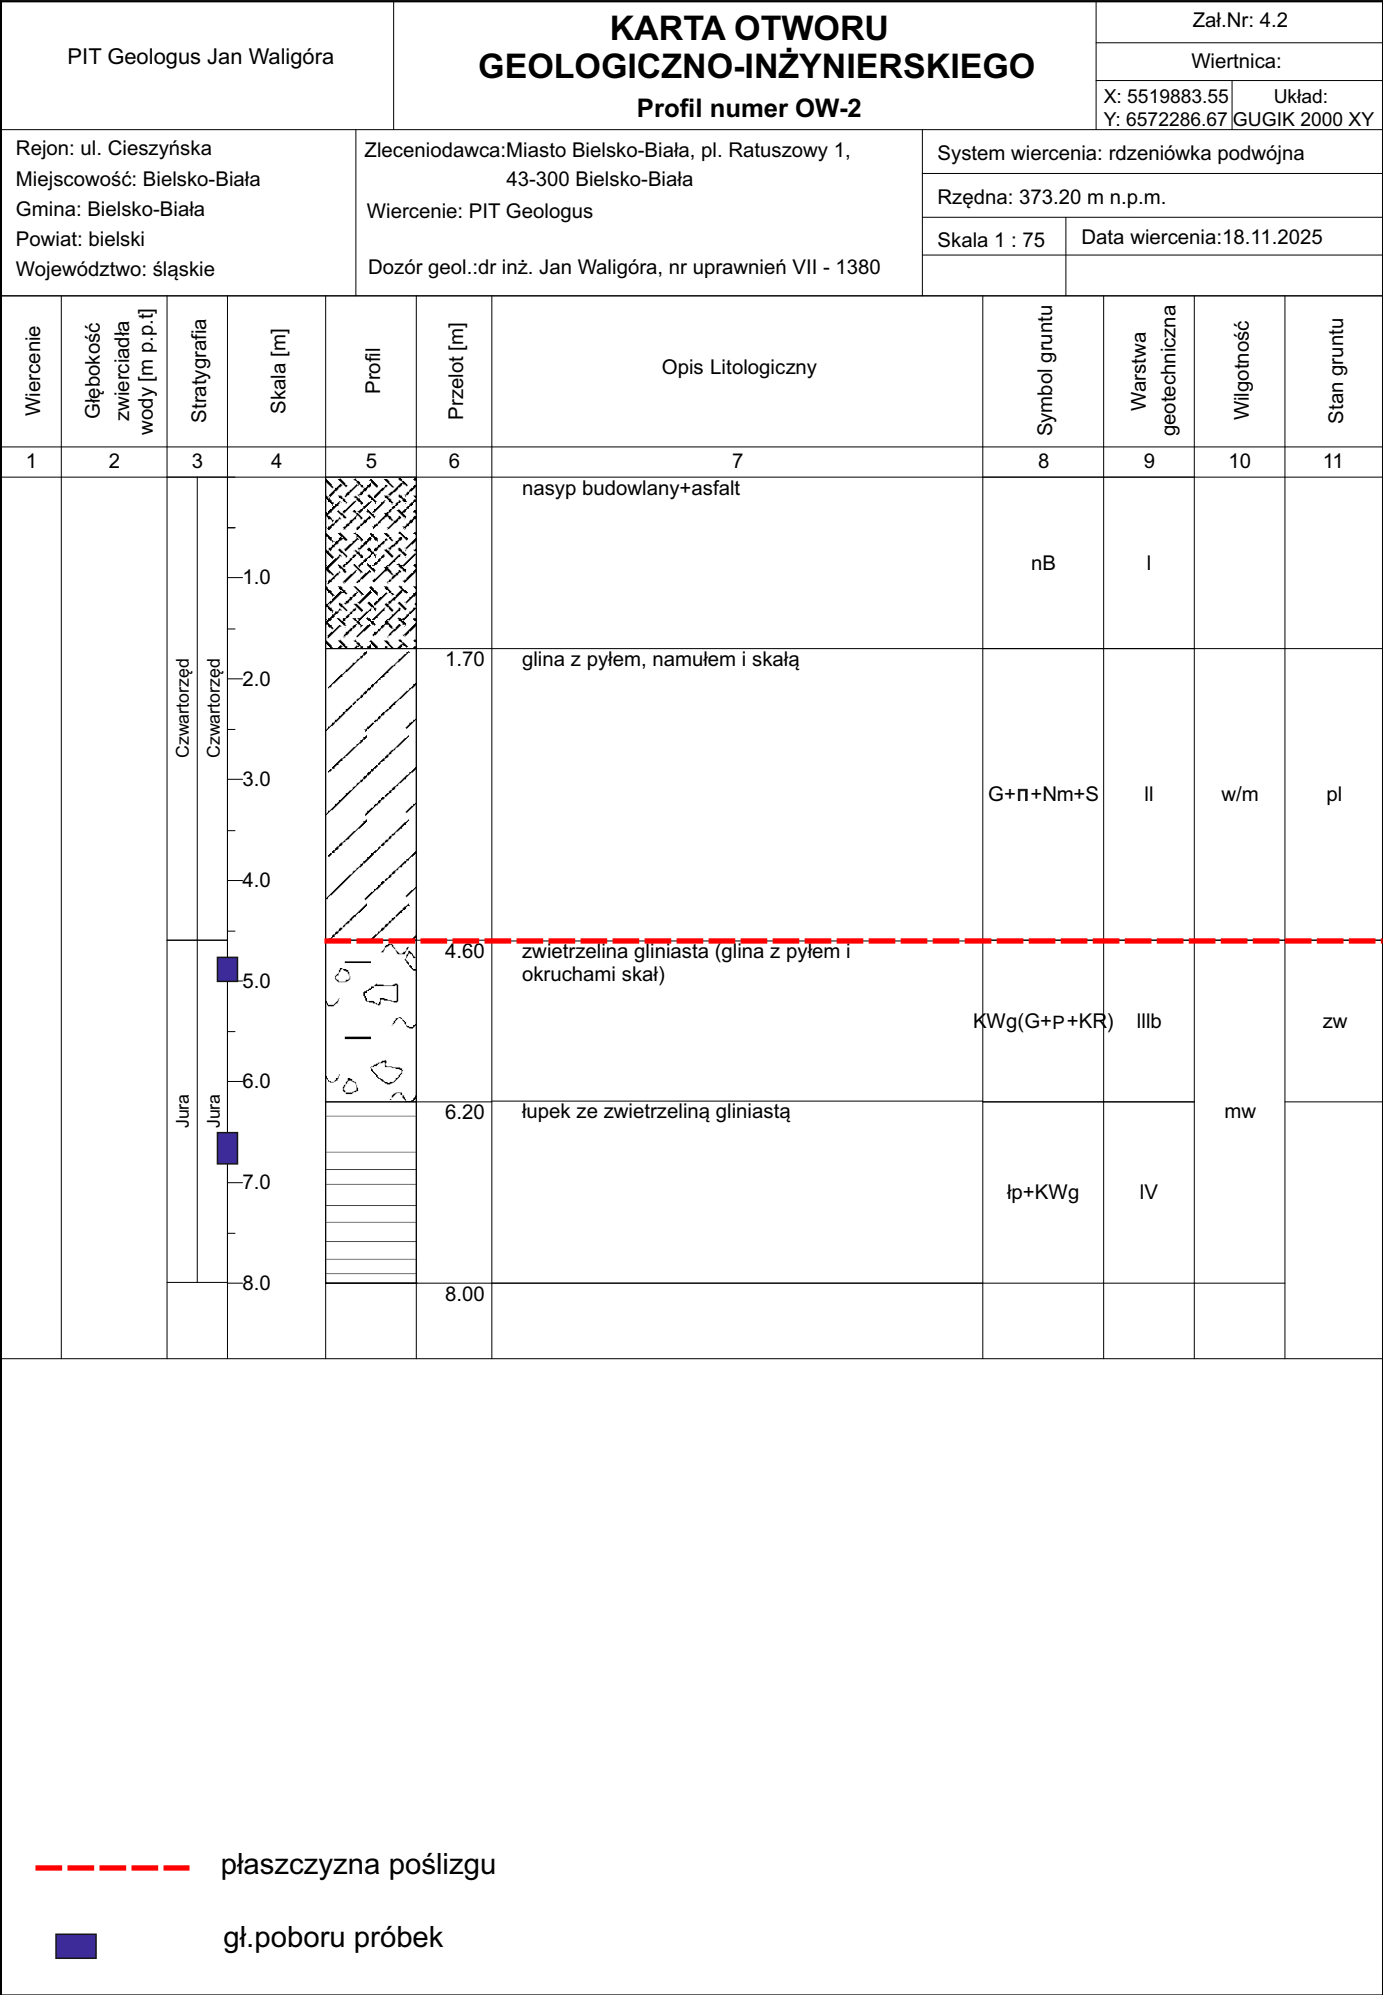 PIT Geologus Jan Waligóra
KARTA OTWORU
GEOLOGICZNO-INŻYNIERSKIEGO
Profil numer OW-2
Zał.Nr: 4.2
Wiertnica:
X: 5519883.55
Y: 6572286.67
Układ:
GUGIK 2000 XY
Rejon: ul. Cieszyńska
Miejscowość: Bielsko-Biała
Gmina: Bielsko-Biała
Powiat: bielski
Województwo: śląskie
Zleceniodawca:Miasto Bielsko-Biała, pl. Ratuszowy 1,
43-300 Bielsko-Biała
Wiercenie: PIT Geologus
Dozór geol.:dr inż. Jan Waligóra, nr uprawnień VII - 1380
System wiercenia: rdzeniówka podwójna
Rzędna: 373.20 m n.p.m.
Skala 1 : 75
Data wiercenia:18.11.2025
Wiercenie
Głębokość
zwierciadła
wody [m p.p.t]
Stratygrafia
Skala [m]
Profil
Przelot [m]
Opis Litologiczny
Symbol gruntu
Warstwa
geotechniczna
Wilgotność
Stan gruntu
1 2 3 4 5 6 7 8 9 10 11
nasyp budowlany+asfalt
nB
I
1.0
1.70
glina z pyłem, namułem i skałą
Czwartorzęd
Czwartorzęd
2.0
3.0
G+π+Nm+S
II
w/m
pl
4.0
4.60
zwietrzelina gliniasta (glina z pyłem i
okruchami skał)
5.0
KWg(G+P+KR)
IIIb
zw
6.0
Jura
Jura
6.20
łupek ze zwietrzeliną gliniastą
mw
7.0
łp+KWg
IV
8.0
8.00
płaszczyzna poślizgu
gł.poboru próbek